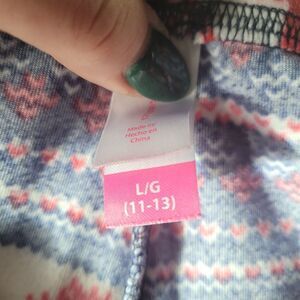 Made in/
Hecho en
China
L/G
(11-13)